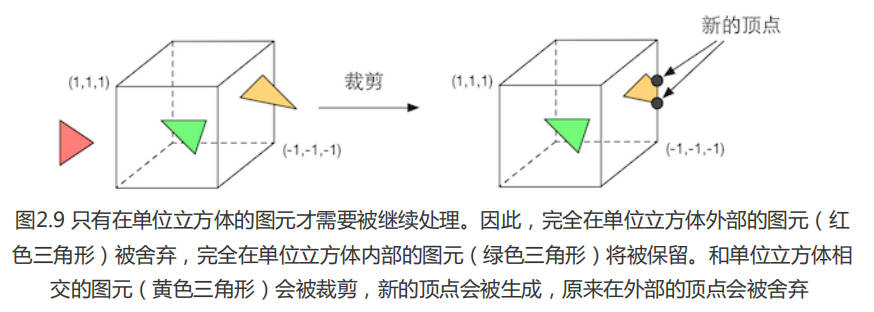 新的顶点
(1,1,1)
裁剪
(1,1,1)
(-1,-1,-1)
(-1,-1,-1)
图2.9 只有在单位立方体的图元才需要被继续处理。因此，完全在单位立方体外部的图元（红
色三角形）被舍弃，完全在单位立方体内部的图元（绿色三角形）将被保留。和单位立方体相
交的图元（黄色三角形）会被裁剪，新的顶点会被生成，原来在外部的顶点会被舍弃